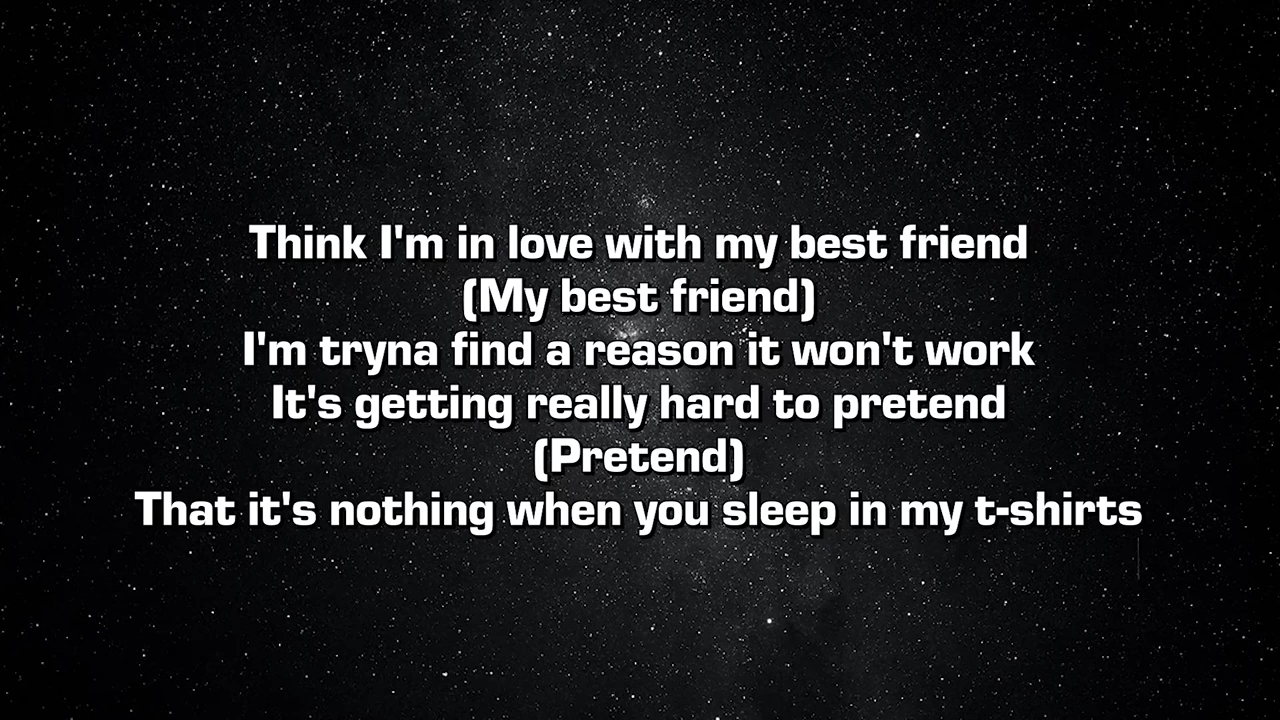 Think I'm in love with my best friend
(My best friend)
I'm tryna find a reason it won't work
It's getting really hard to pretend
(Pretend)
That it's nothing when you sleep in my t-shirts